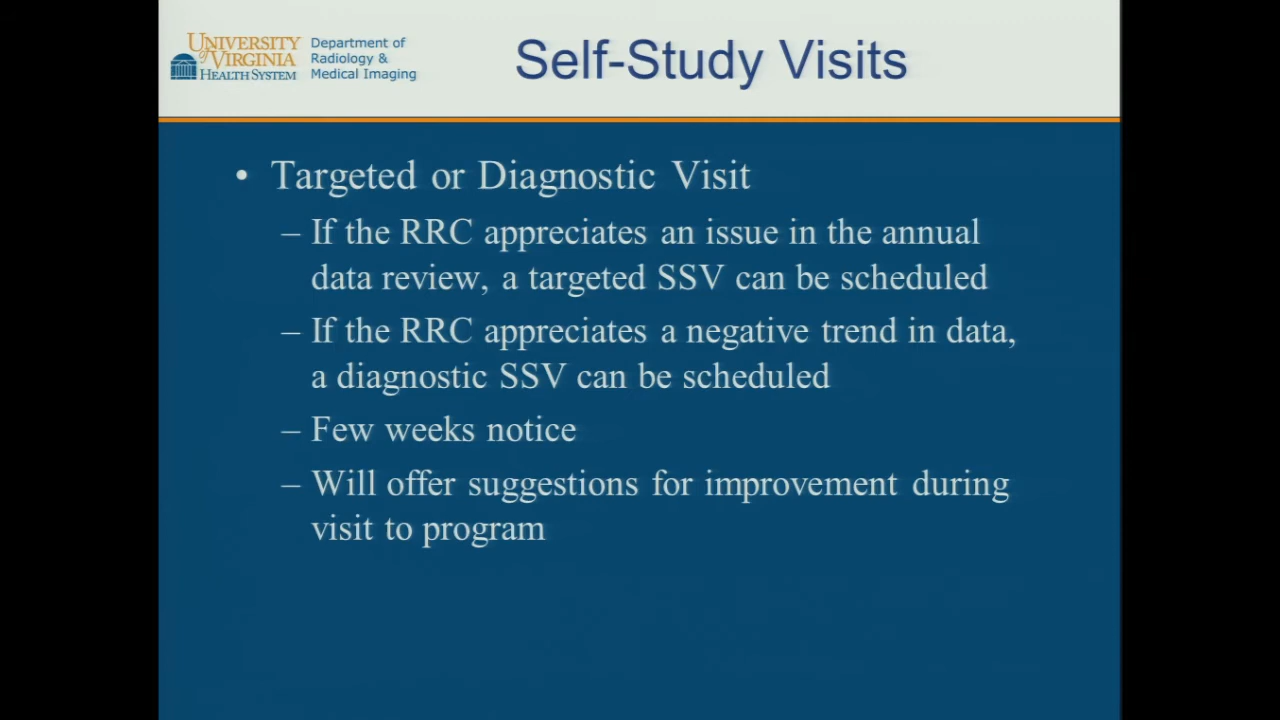 UNIVERSITY
of VIRGINIA
HEALTH SYSTEM
Department of
Radiology &
Medical Imaging
Self-Study Visits
• Targeted or Diagnostic Visit
– If the RRC appreciates an issue in the annual
data review, a targeted SSV can be scheduled
– If the RRC appreciates a negative trend in data,
a diagnostic SSV can be scheduled
– Few weeks notice
– Will offer suggestions for improvement during
visit to program